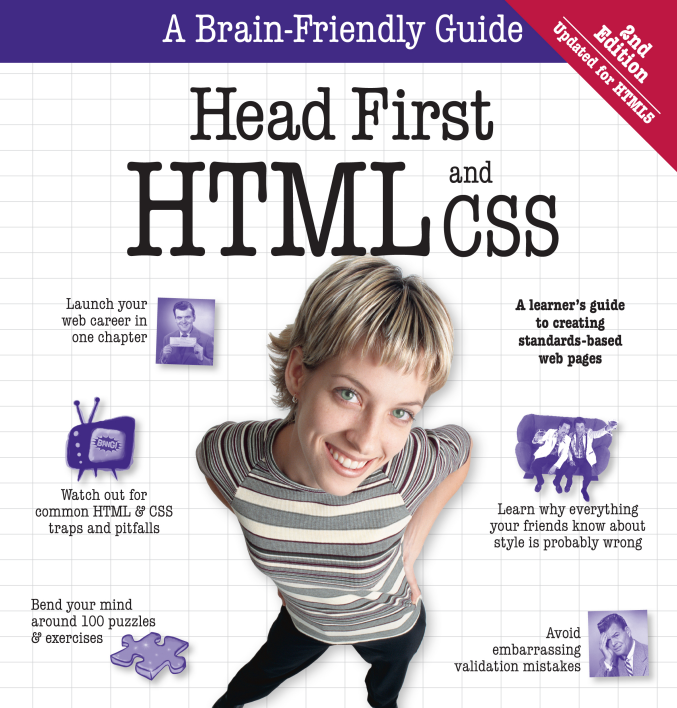 A Brain-Friendly Guide
2nd
Edition
Updated for HTML5
Head First
HTML and
CSS
Launch your
web career in
one chapter
A learner's guide
to creating
standards-based
web pages
BANG!
Watch out for
common HTML & CSS
traps and pitfalls
Learn why everything
your friends know about
style is probably wrong
Bend your mind
around 100 puzzles
& exercises
Avoid
embarrassing
validation mistakes